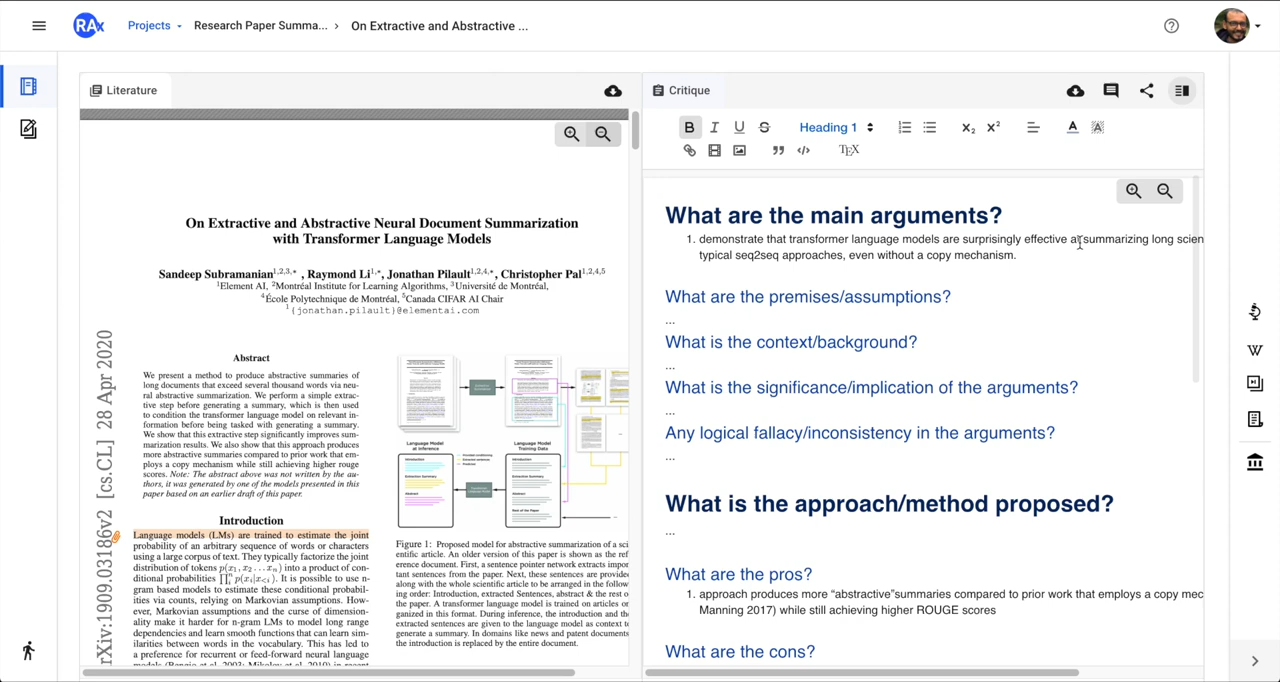 RAx
Projects
Research Paper Summa...
On Extractive and Abstractive ...
Literature
On Extractive and Abstractive Neural Document Summarization
with Transformer Language Models
Sandeep Subramanian1,2,3,* , Raymond Li1,*, Jonathan Pilault1,2,4,*, Christopher Pal1,2,4,5
1Element AI, 2Montréal Institute for Learning Algorithms, 3Université de Montréal,
4École Polytechnique de Montréal, 5Canada CIFAR AI Chair
1{jonathan.pilault}@elementai.com
arXiv:1909.03186v2 [cs.CL] 28 Apr 2020
Abstract
We present a method to produce abstractive summaries of
long documents that exceed several thousand words via neu-
ral abstractive summarization. We perform a simple extrac-
tive step before generating a summary, which is then used
to condition the transformer language model on relevant in-
formation before being tasked with generating a summary.
We show that this extractive step significantly improves sum-
marization results. We also show that this approach produces
more abstractive summaries compared to prior work that em-
ploys a copy mechanism while still achieving higher rouge
scores. Note: The abstract above was not written by the au-
thors, it was generated by one of the models presented in this
paper based on an earlier draft of this paper.
Introduction
Language models (LMs) are trained to estimate the joint
probability of an arbitrary sequence of words or characters
using a large corpus of text. They typically factorize the joint
distribution of tokens p(x1, x2 . . . xn) into a product of con-
ditional probabilities ∏ni p(xi|x<i). It is possible to use n-
gram based models to estimate these conditional probabil-
ities via counts, relying on Markovian assumptions. How-
ever, Markovian assumptions and the curse of dimension-
ality make it harder for n-gram LMs to model long range
dependencies and learn smooth functions that can learn sim-
ilarities between words in the vocabulary. This has led to
a preference for recurrent or feed-forward neural language
models (Bengio et al. 2003; Mikolov et al. 2010) in recent
Language Model
at Inference
Language Model
Training Data
Figure 1: Proposed model for abstractive summarization of a sci
entific article. An older version of this paper is shown as the ref
erence document. First, a sentence pointer network extracts impor
tant sentences from the paper. Next, these sentences are provided
along with the whole scientific article to be arranged in the follow
ing order: Introduction, extracted Sentences, abstract & the rest o
the paper. A transformer language model is trained on articles or
ganized in this format. During inference, the introduction and the
extracted sentences are given to the language model as context to
generate a summary. In domains like news and patent documents
the introduction is replaced by the entire document.
Critique
B I U S Heading 1 X2 X2 A A
TEX
What are the main arguments?
1. demonstrate that transformer language models are surprisingly effective at summarizing long scien
typical seq2seq approaches, even without a copy mechanism.
What are the premises/assumptions?
...
What is the context/background?
...
What is the significance/implication of the arguments?
...
Any logical fallacy/inconsistency in the arguments?
...
What is the approach/method proposed?
...
What are the pros?
1. approach produces more “abstractive”summaries compared to prior work that employs a copy mec
Manning 2017) while still achieving higher ROUGE scores
What are the cons?
W